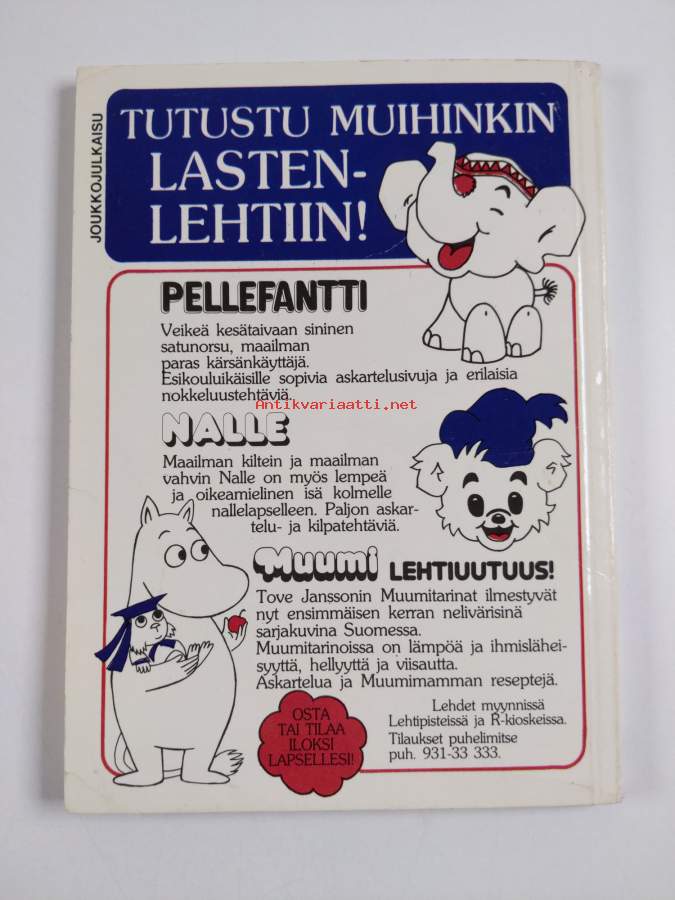 JOUKKOJULKAISU
TUTUSTU MUIHINKIN
LASTEN-
LEHTIIN!
PELLEFANTTI
Veikeä kesätaivaan sininen
satunorsu, maailman
paras kärsänkäyttäjä.
Esikouluikäisille sopivia askartelusivuja ja erilaisia
nokkeluustehtäviä.
Antikvariaatti.net
NALLE
Maailman kiltein ja maailman
vahvin Nalle on myös lempeä
ja oikeamielinen isä kolmelle
nallelapselleen. Paljon askar-
telu- ja kilpatehtäviä.
Muumi LEHTIUUTUUS!
Tove Janssonin Muumitarinat ilmestyvät
nyt ensimmäisen kerran nelivärisinä
sarjakuvina Suomessa.
Muumitarinoissa on lämpöä ja ihmislähei-
syyttä, hellyyttä ja viisautta.
Askartelua ja Muumimamman reseptejä.
OSTA
TAI TILAA
ILOKSI
LAPSELLESI!
Lehdet myynnissä
Lehtipisteissä ja R-kioskeissa.
Tilaukset puhelimitse
puh. 931-33 333.